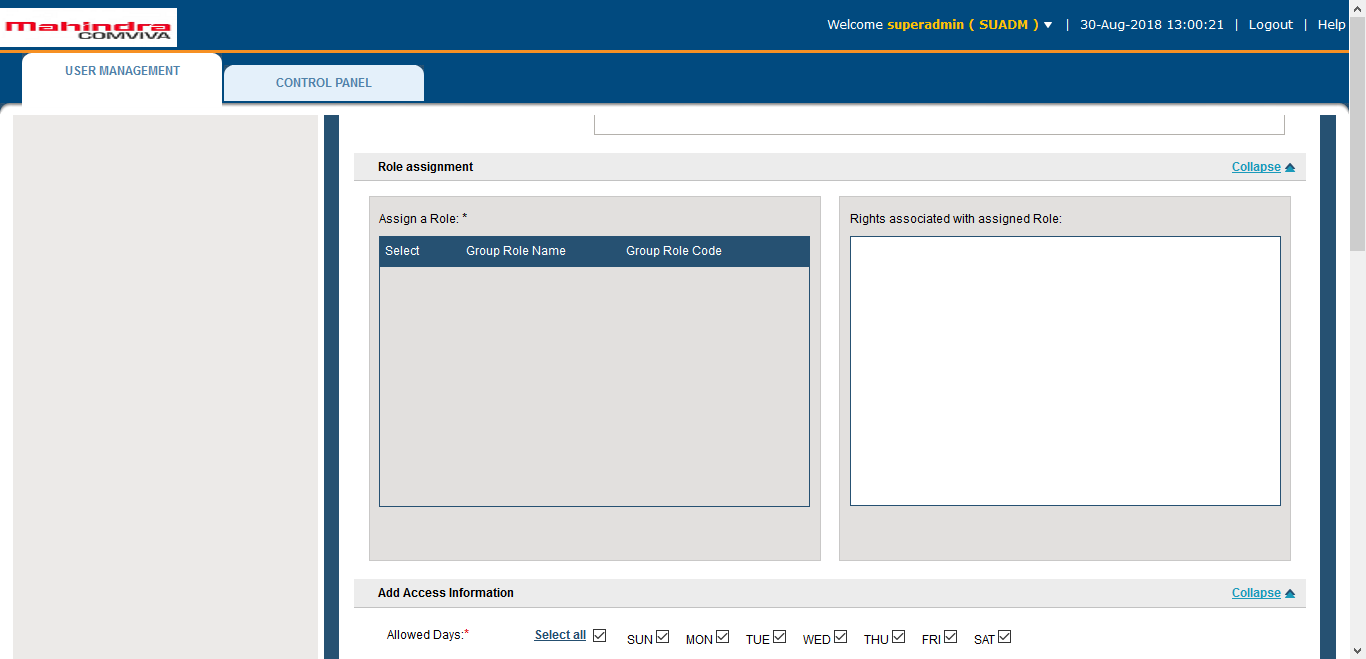 mahindra
COMVIVA
Welcome superadmin ( SUADM ) | 30-Aug-2018 13:00:21 | Logout | Help
USER MANAGEMENT
CONTROL PANEL
Role assignment
Collapse
Assign a Role: *
Rights associated with assigned Role:
Select Group Role Name Group Role Code
Add Access Information
Collapse
Allowed Days:* Select all SUN MON TUE WED THU FRI SAT